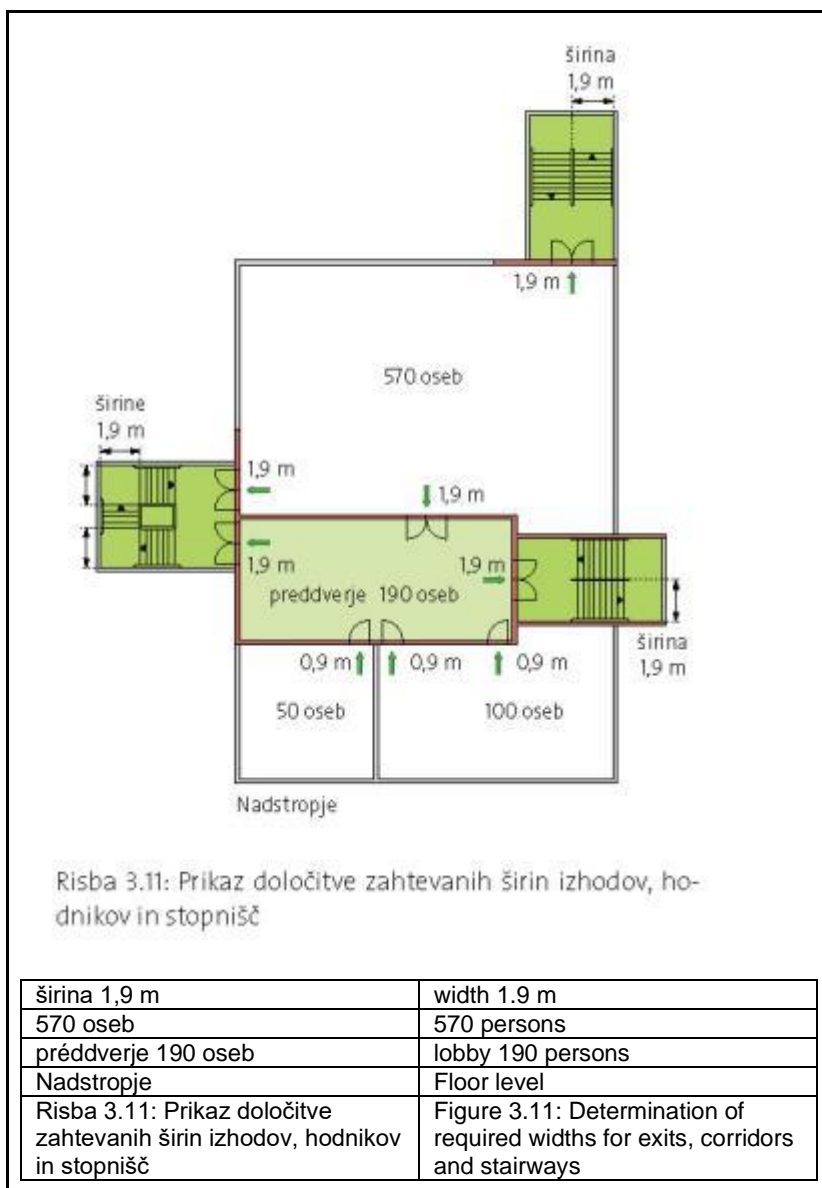 širina
1,9 m
1,9 m
570 oseb
širine
1,9 m
1,9 m
1,9 m
1,9 m
1,9 m
preddverje 190 oseb
0,9 m
0,9 m
0,9 m
širina
1,9 m
50 oseb
100 oseb
Nadstropje
Risba 3.11: Prikaz določitve zahtevanih širin izhodov, ho-
dnikov in stopnišč
širina 1,9 m
width 1.9 m
570 oseb
570 persons
préddverje 190 oseb
lobby 190 persons
Nadstropje
Floor level
Risba 3.11: Prikaz določitve
zahtevanih širin izhodov, hodnikov
in stopnišč
Figure 3.11: Determination of
required widths for exits, corridors
and stairways